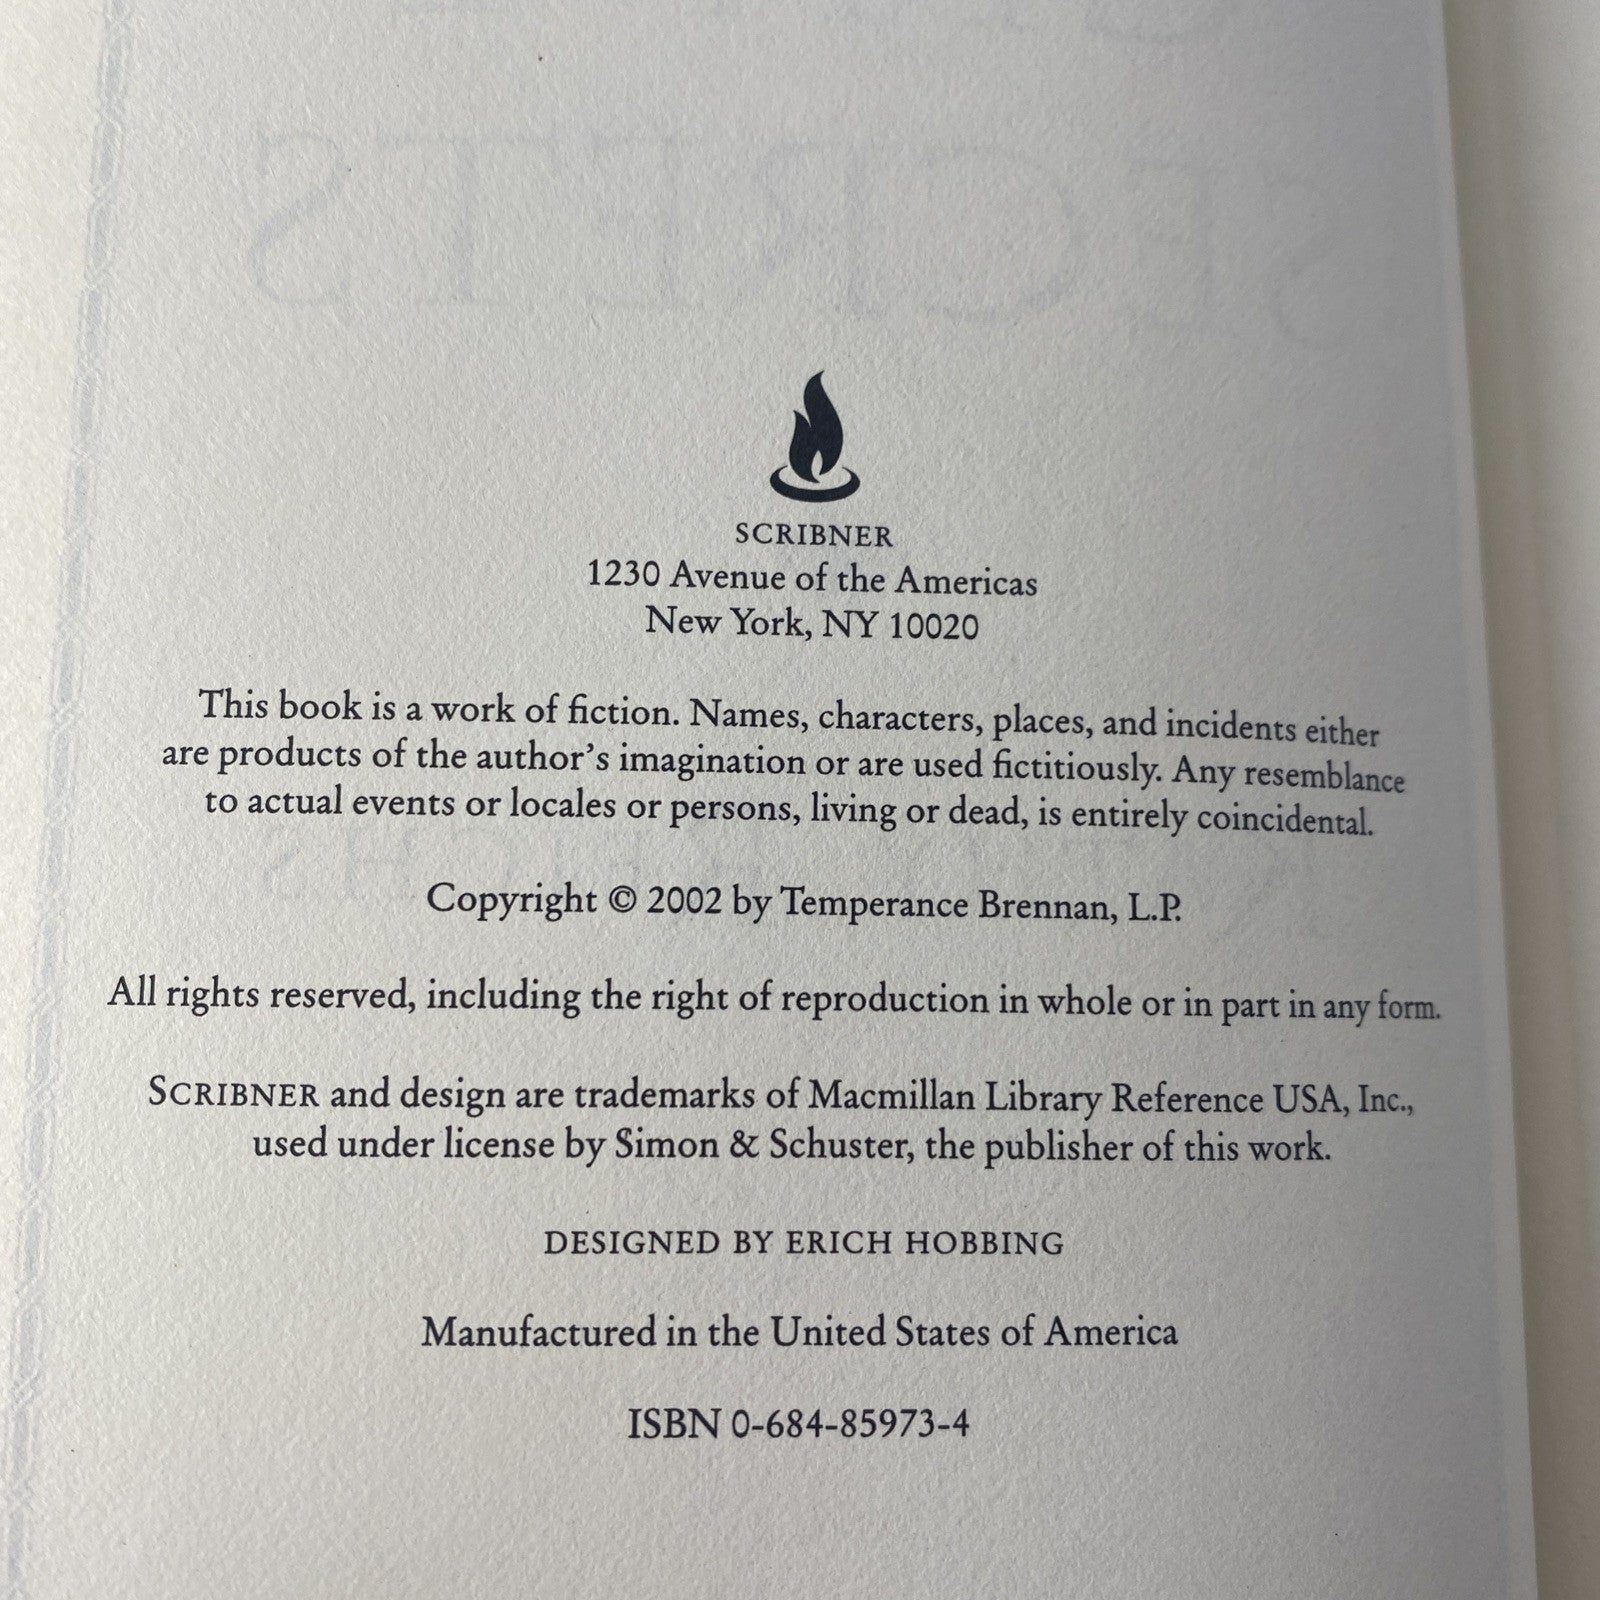 SCRIBNER
1230 Avenue of the Americas
New York, NY 10020
This book is a work of fiction. Names, characters, places, and incidents either
are products of the author's imagination or are used fictitiously. Any resemblance
to actual events or locales or persons, living or dead, is entirely coincidental.
Copyright © 2002 by Temperance Brennan, L.P.
All rights reserved, including the right of reproduction in whole or in part in any form.
SCRIBNER and design are trademarks of Macmillan Library Reference USA, Inc.,
used under license by Simon & Schuster, the publisher of this work.
DESIGNED BY ERICH HOBBING
Manufactured in the United States of America
ISBN 0-684-85973-4